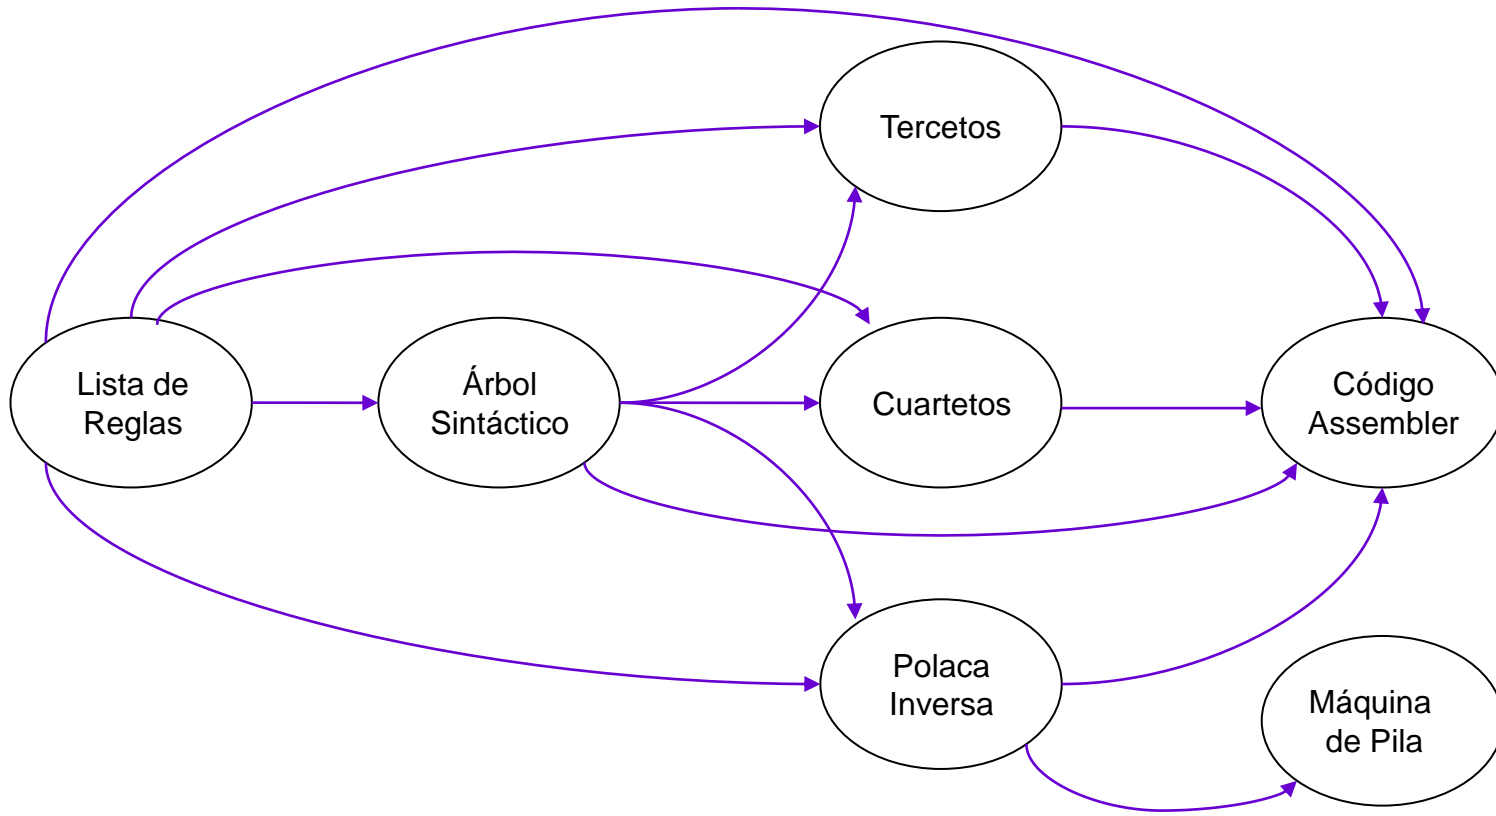 Tercetos
Lista de
Reglas
Árbol
Sintáctico
Cuartetos
Código
Assembler
Polaca
Inversa
Máquina
de Pila